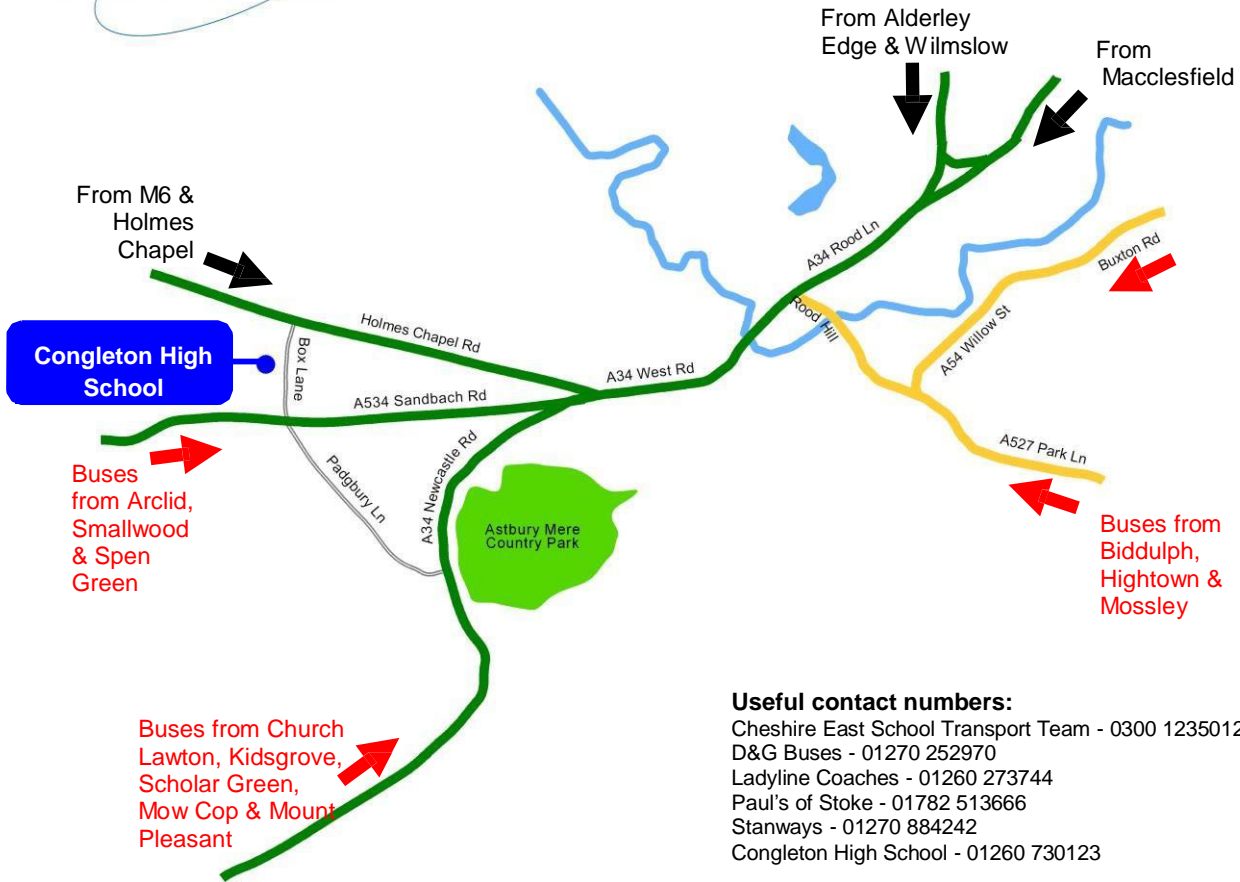 From Alderley
Edge & Wilmslow
From
Macclesfield
From M6 &
Holmes
Chapel
A34 Rood Ln
Buxton Rd
Rood Hill
A54 Willow St
Holmes Chapel Rd
Congleton High
School
Box Lane
A34 West Rd
A534 Sandbach Rd
A34 Newcastle Rd
Padgbury Ln
A527 Park Ln
Buses
from Arclid,
Smallwood
& Spen
Green
Astbury Mere
Country Park
Buses from
Biddulph,
Hightown &
Mossley
Buses from Church
Lawton, Kidsgrove,
Scholar Green,
Mow Cop & Mount
Pleasant
Useful contact numbers:
Cheshire East School Transport Team - 0300 1235012
D&G Buses - 01270 252970
Ladyline Coaches - 01260 273744
Paul's of Stoke - 01782 513666
Stanways - 01270 884242
Congleton High School - 01260 730123